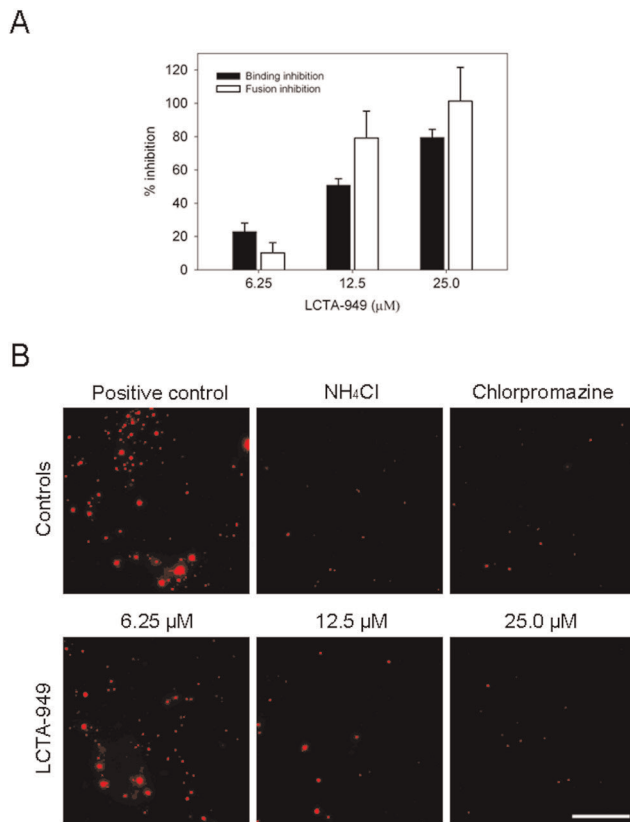 A
120
100
80
60
40
20
0
% inhibition
Binding inhibition
Fusion inhibition
6.25 12.5 25.0
LCTA-949 (µM)
B
Positive control NH₄Cl Chlorpromazine
Controls
6.25 µM 12.5 µM 25.0 µM
LCTA-949